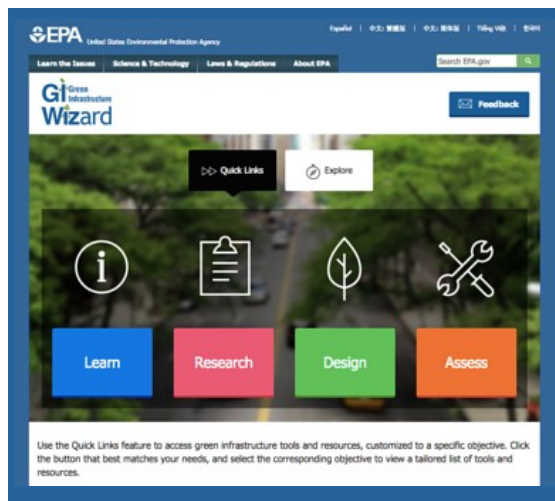 EPA United States Environmental Protection Agency
Español | 中文: 繁體版 | 中文: 简体版 | Tiếng Việt | 한국어
Learn the Issues Science & Technology Laws & Regulations About EPA Search EPA.gov
Gi Green Infrastructure
Wizard
Feedback
Quick Links Explore
Learn Research Design Assess
Use the Quick Links feature to access green infrastructure tools and resources, customized to a specific objective. Click
the button that best matches your needs, and select the corresponding objective to view a tailored list of tools and
resources.